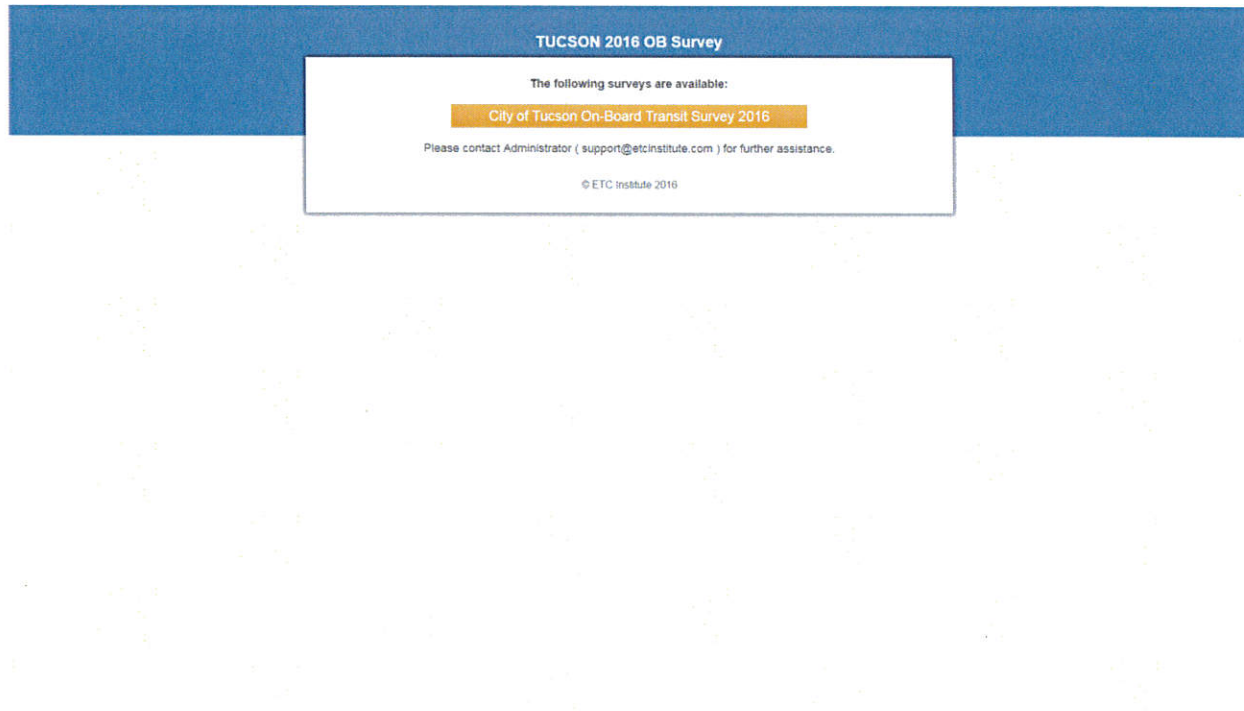 TUCSON 2016 OB Survey
The following surveys are available:
City of Tucson On-Board Transit Survey 2016
Please contact Administrator ( support@etcinstitute.com ) for further assistance.
© ETC Institute 2016